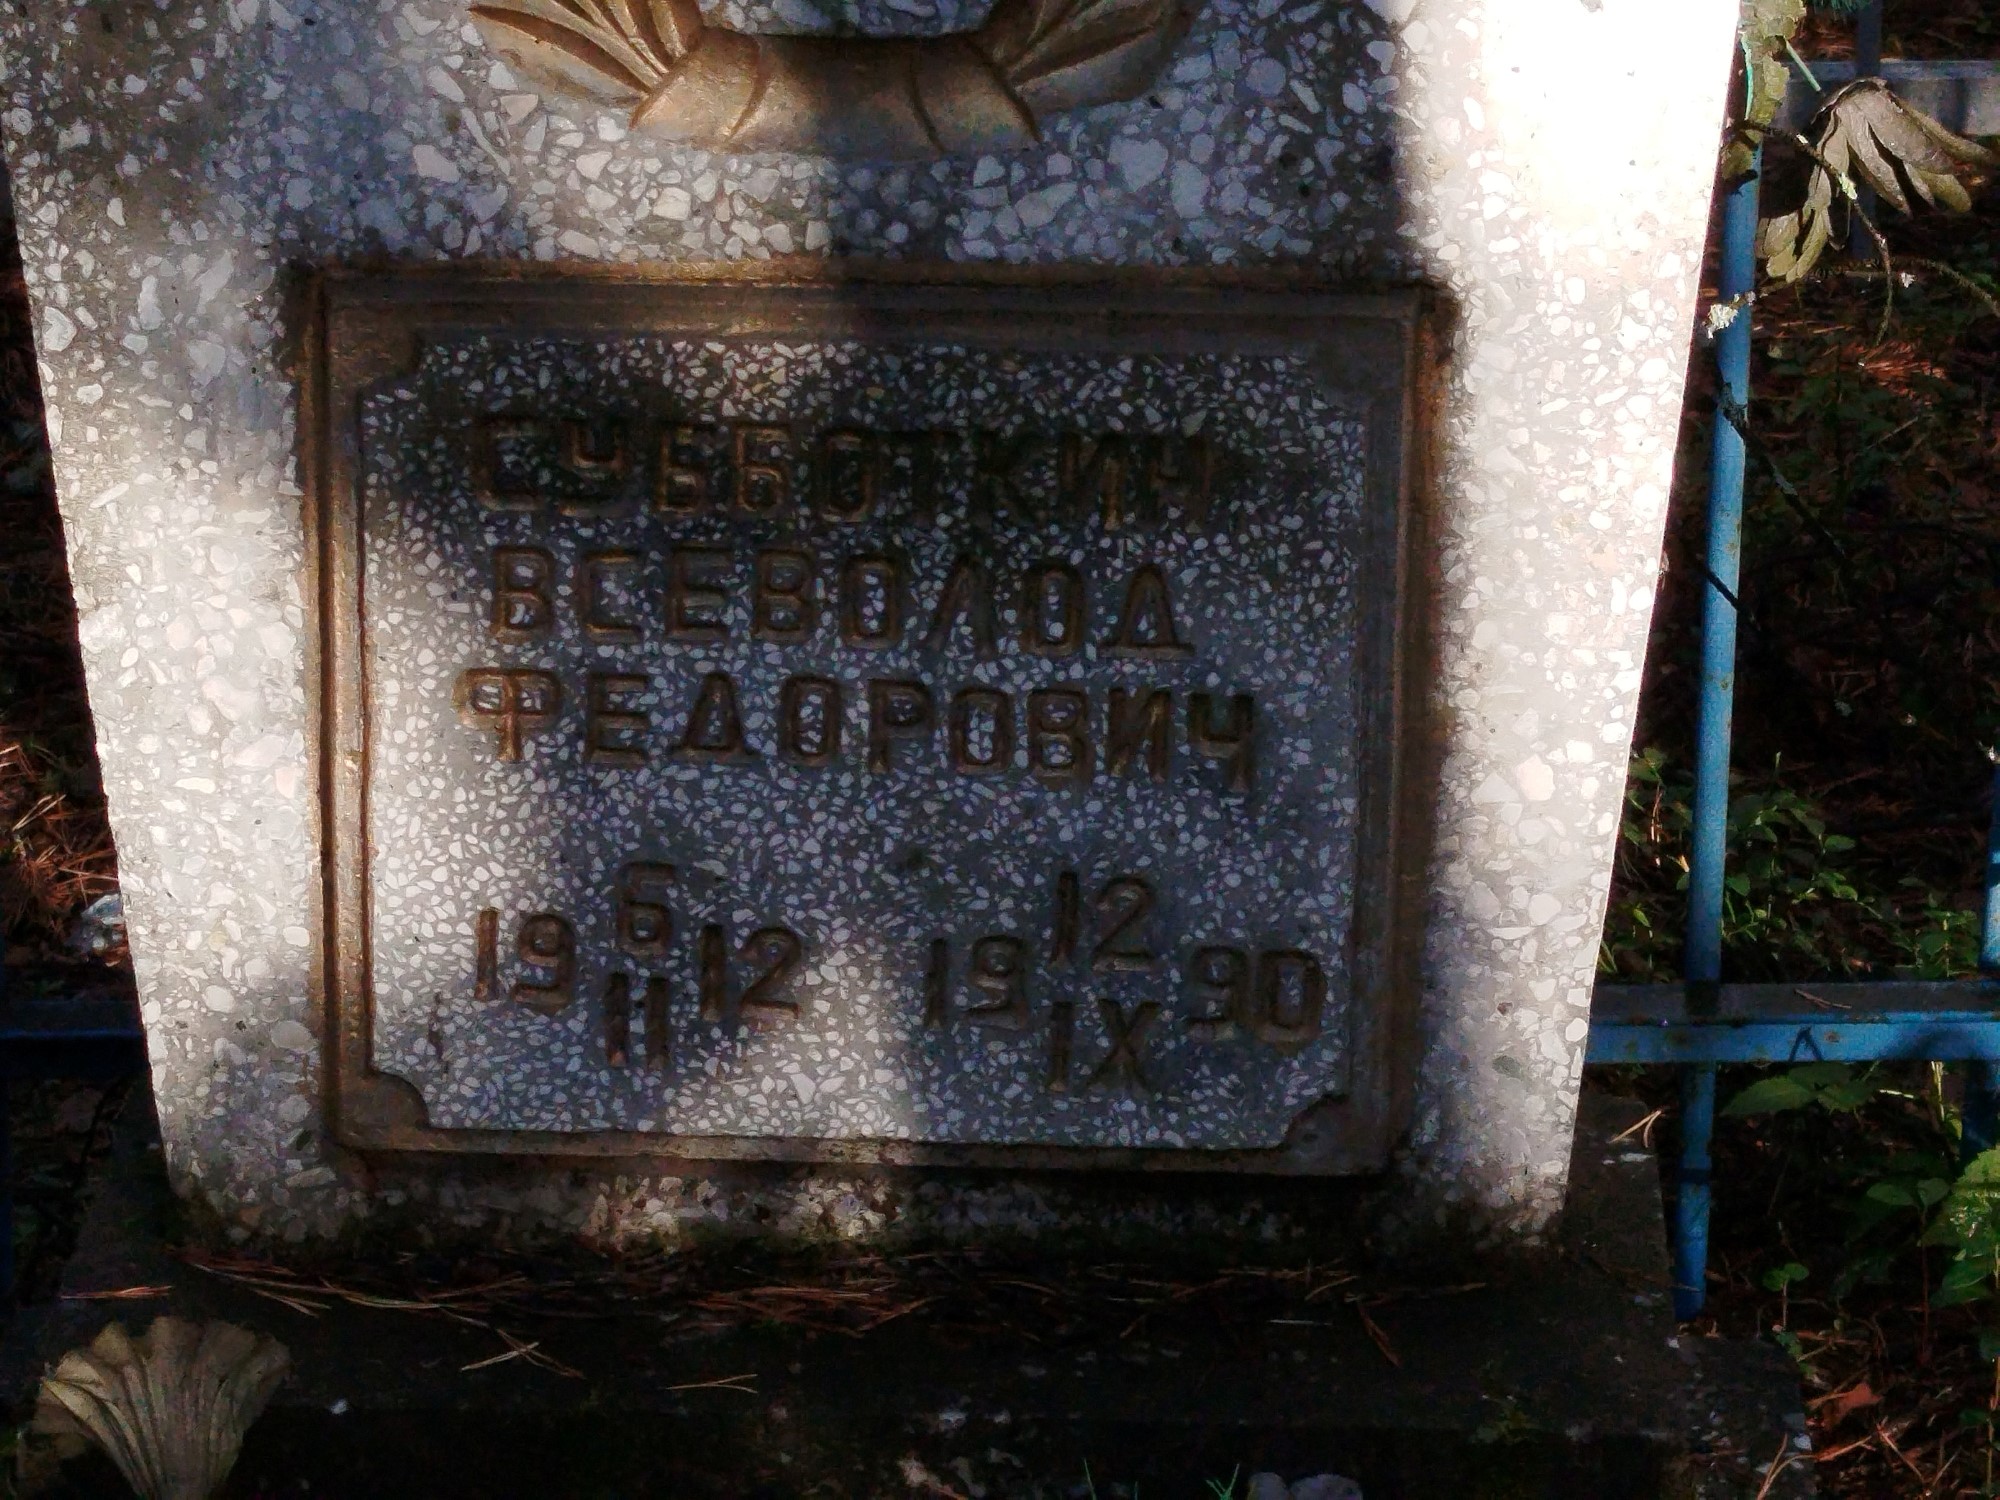 СУББОТКИН
ВСЕВОЛОД
ФЕДОРОВИЧ
19 6/II 12 19 12/IX 90